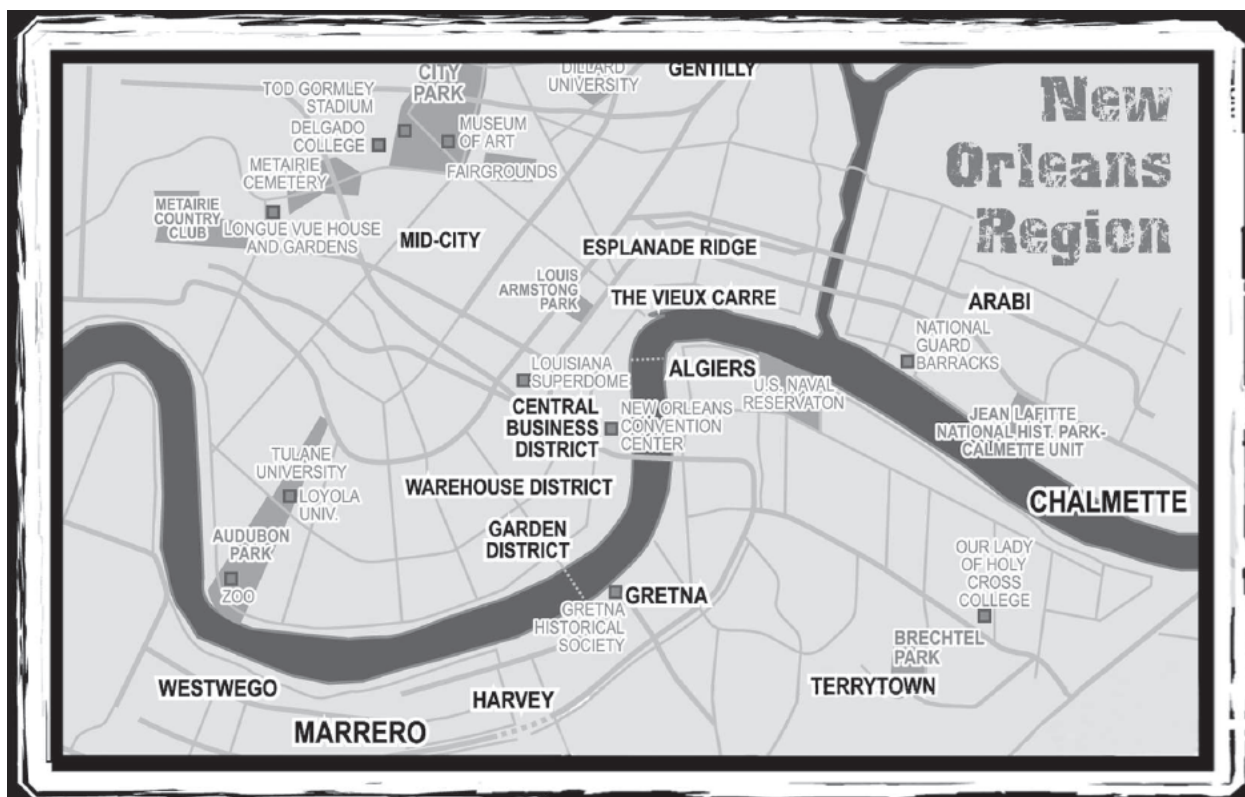 New
Orleans
Region
CITY
PARK
TOD GORMLEY
STADIUM
DELGADO
COLLEGE
MUSEUM
OF ART
DILLARD
UNIVERSITY
GENTILLY
METAIRIE
CEMETERY
FAIRGROUNDS
METAIRIE
COUNTRY
CLUB
LONGUE VUE HOUSE
AND GARDENS
MID-CITY
ESPLANADE RIDGE
LOUIS
ARMSTONG
PARK
THE VIEUX CARRE
ARABI
NATIONAL
GUARD
BARRACKS
LOUISIANA
SUPERDOME
ALGIERS
U.S. NAVAL
RESERVATON
CENTRAL
BUSINESS
DISTRICT
NEW ORLEANS
CONVENTION
CENTER
JEAN LAFITTE
NATIONAL HIST. PARK-
CALMETTE UNIT
TULANE
UNIVERSITY
LOYOLA
UNIV.
WAREHOUSE DISTRICT
CHALMETTE
AUDUBON
PARK
GARDEN
DISTRICT
ZOO
OUR LADY
OF HOLY
CROSS
COLLEGE
GRETNA
GRETNA
HISTORICAL
SOCIETY
BRECHTEL
PARK
WESTWEGO
HARVEY
TERRYTOWN
MARRERO